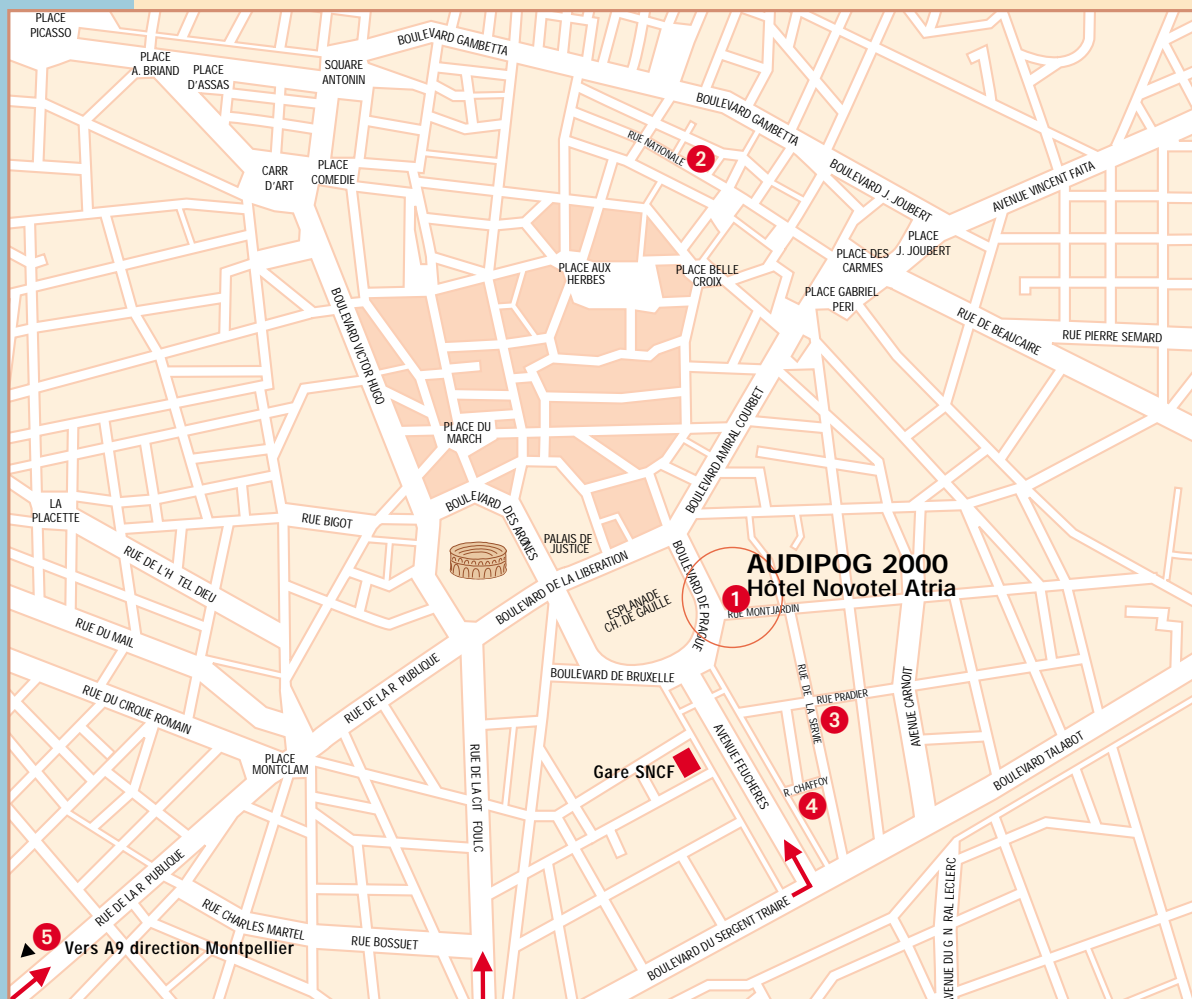 PLACE
PICASSO
PLACE
A. BRIAND
PLACE
D'ASSAS
SQUARE
ANTONIN
BOULEVARD GAMBETTA
BOULEVARD GAMBETTA
RUE NATIONALE
2
BOULEVARD J. JOUBERT
AVENUE VINCENT FAITA
CARR
D'ART
PLACE
COMEDIE
PLACE
J. JOUBERT
PLACE DES
CARMES
PLACE AUX
HERBES
PLACE BELLE
CROIX
PLACE GABRIEL
PERI
RUE DE BEAUCAIRE
RUE PIERRE SEMARD
BOULEVARD VICTOR HUGO
BOULEVARD AMIRAL COURBET
PLACE DU
MARCH
LA
PLACETTE
RUE BIGOT
BOULEVARD DES ARØNES
PALAIS DE
JUSTICE
BOULEVARD DE LA LIBERATION
ESPLANADE
CH. DE GAULLE
BOULEVARD DE PRAGUE
AUDIPOG 2000
1
Hôtel Novotel Atria
RUE MONTJARDIN
RUE DE L'H TEL DIEU
RUE DU MAIL
RUE DU CIRQUE ROMAIN
RUE DE LA R PUBLIQUE
BOULEVARD DE BRUXELLE
RUE DE LA SERVIE
RUE PRADIER
3
AVENUE CARNOIT
PLACE
MONTCLAM
RUE DE LA CIT FOULC
Gare SNCF
AVENUE FEUCHERES
R. CHAFFOY
4
BOULEVARD TALABOT
RUE DE LA R PUBLIQUE
RUE CHARLES MARTEL
RUE BOSSUET
BOULEVARD DU SERGENT TRIAIRE
AVENUE DU G N RAL LECLERC
5
Vers A9 direction Montpellier